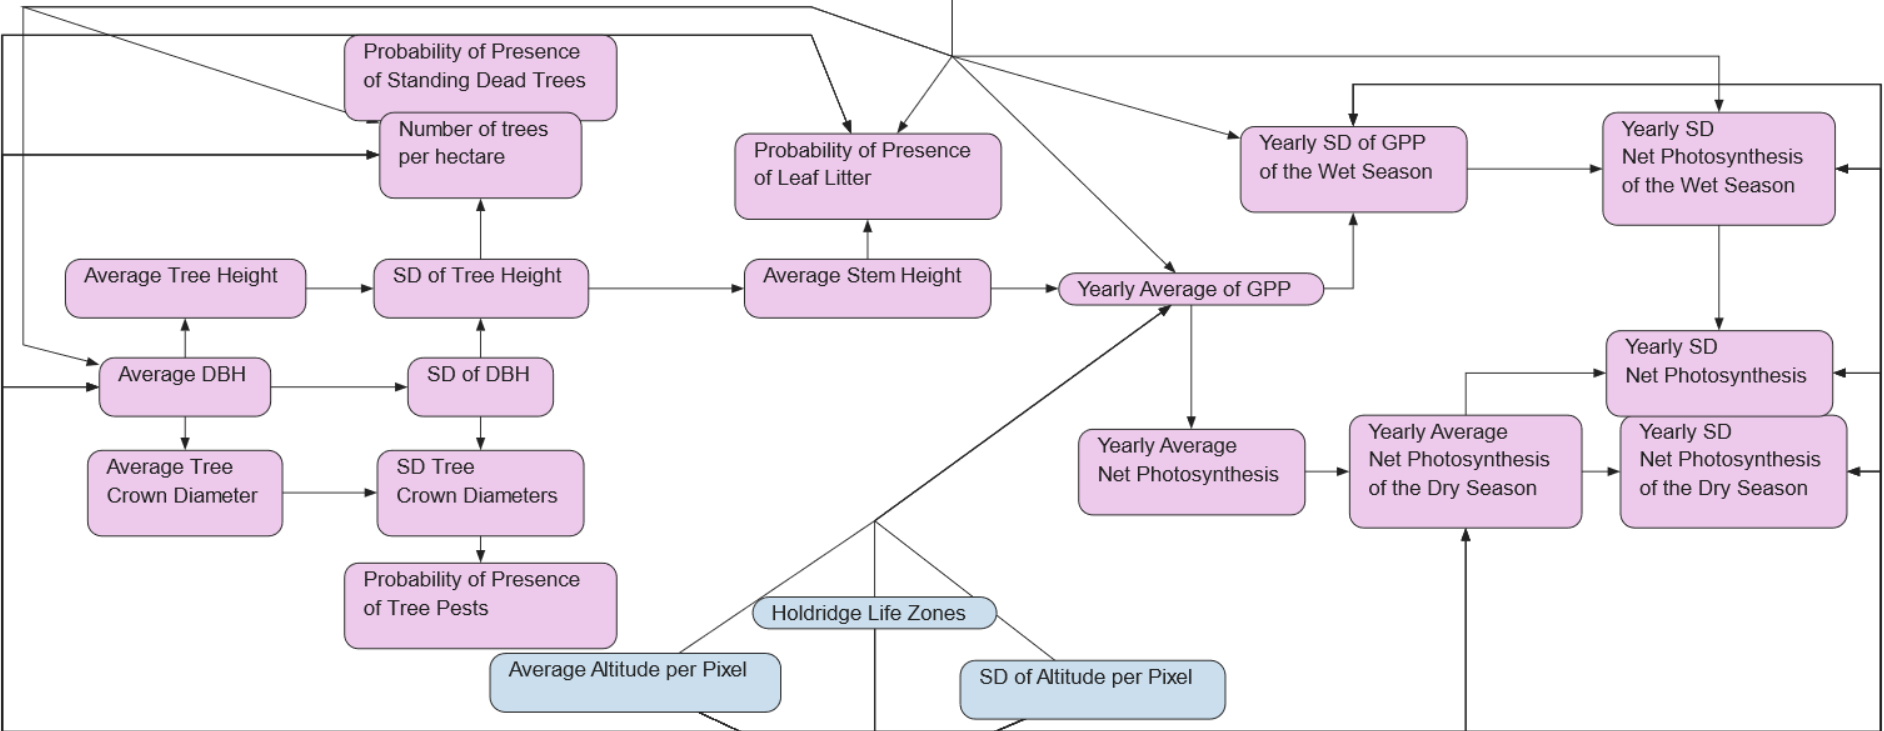 Probability of Presence
of Standing Dead Trees
Number of trees
per hectare
Probability of Presence
of Leaf Litter
Yearly SD of GPP
of the Wet Season
Yearly SD
Net Photosynthesis
of the Wet Season
Average Tree Height
SD of Tree Height
Average Stem Height
Yearly Average of GPP
Average DBH
SD of DBH
Yearly SD
Net Photosynthesis
Average Tree
Crown Diameter
SD Tree
Crown Diameters
Yearly Average
Net Photosynthesis
Yearly Average
Net Photosynthesis
of the Dry Season
Yearly SD
Net Photosynthesis
of the Dry Season
Probability of Presence
of Tree Pests
Holdridge Life Zones
Average Altitude per Pixel
SD of Altitude per Pixel